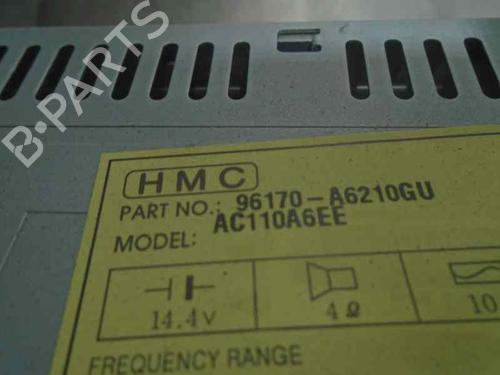 B-PARTS
HMC
PART NO.: 96170-A6210GU
MODEL: AC110A6EE
14.4V 4Ω 10
FREQUENCY RANGE